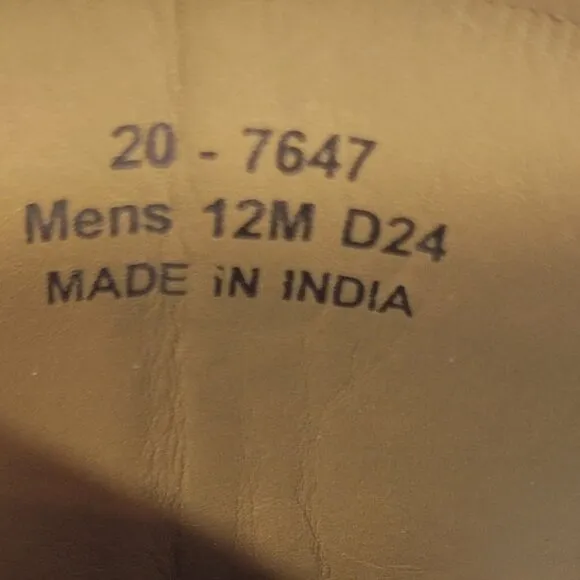 20 - 7647
Mens 12M D24
MADE iN INDIA